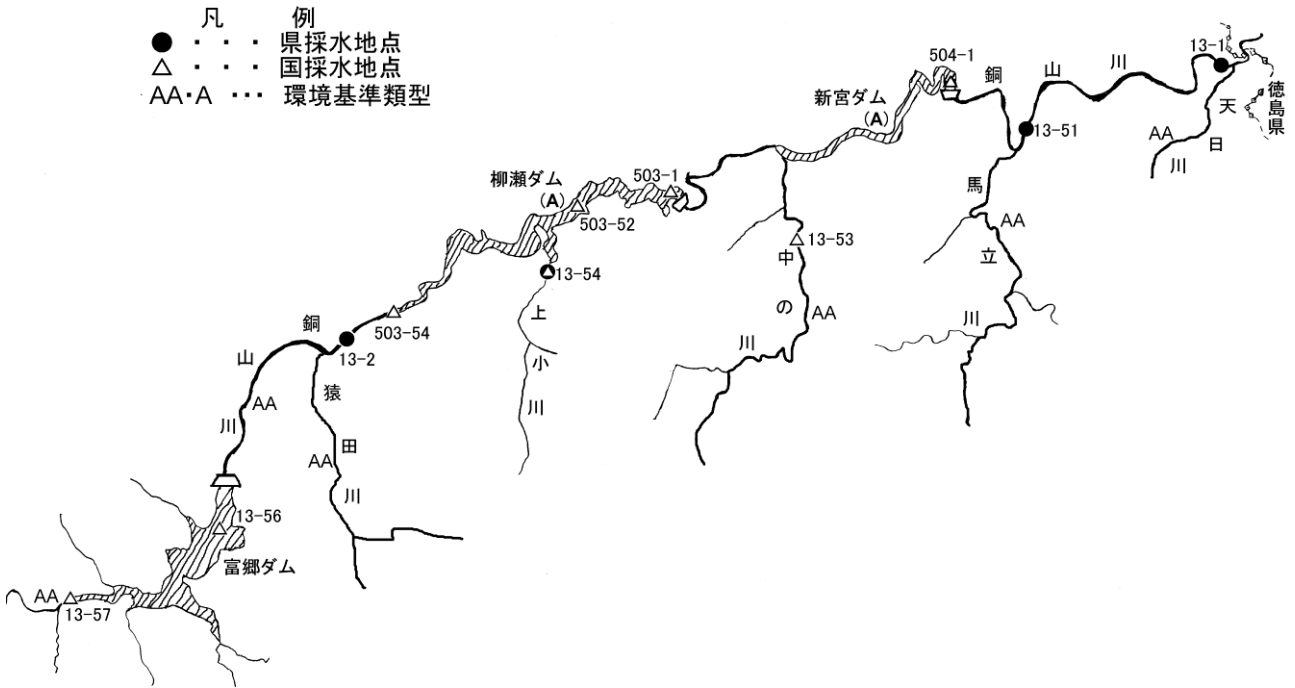 凡 例
● ・ ・ ・ 県採水地点
△ ・ ・ ・ 国採水地点
AA・A ・・・ 環境基準類型
13-1
徳島県
天日川
AA
504-1
銅山川
新宮ダム
(A)
13-51
馬立川
AA
503-1
柳瀬ダム
(A)
503-52
13-53
中の川
AA
13-54
上小川
503-54
13-2
銅山川
AA
猿田川
AA
13-56
富郷ダム
AA
13-57